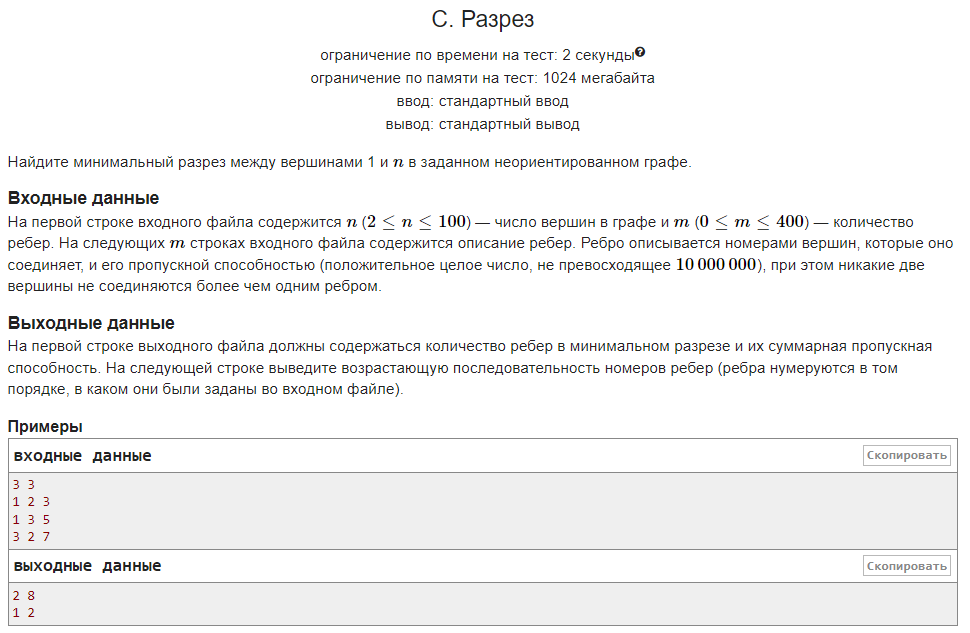 C. Разрез
ограничение по времени на тест: 2 секунды?
ограничение по памяти на тест: 1024 мегабайта
ввод: стандартный ввод
вывод: стандартный вывод
Найдите минимальный разрез между вершинами 1 и n в заданном неориентированном графе.
Входные данные
На первой строке входного файла содержится n (2 ≤ n ≤ 100) — число вершин в графе и m (0 ≤ m ≤ 400) — количество
ребер. На следующих m строках входного файла содержится описание ребер. Ребро описывается номерами вершин, которые оно
соединяет, и его пропускной способностью (положительное целое число, не превосходящее 10 000 000), при этом никакие две
вершины не соединяются более чем одним ребром.
Выходные данные
На первой строке выходного файла должны содержаться количество ребер в минимальном разрезе и их суммарная пропускная
способность. На следующей строке выведите возрастающую последовательность номеров ребер (ребра нумеруются в том
порядке, в каком они были заданы во входном файле).
Примеры
входные данные Скопировать
3 3
1 2 3
1 3 5
3 2 7
выходные данные Скопировать
2 8
1 2